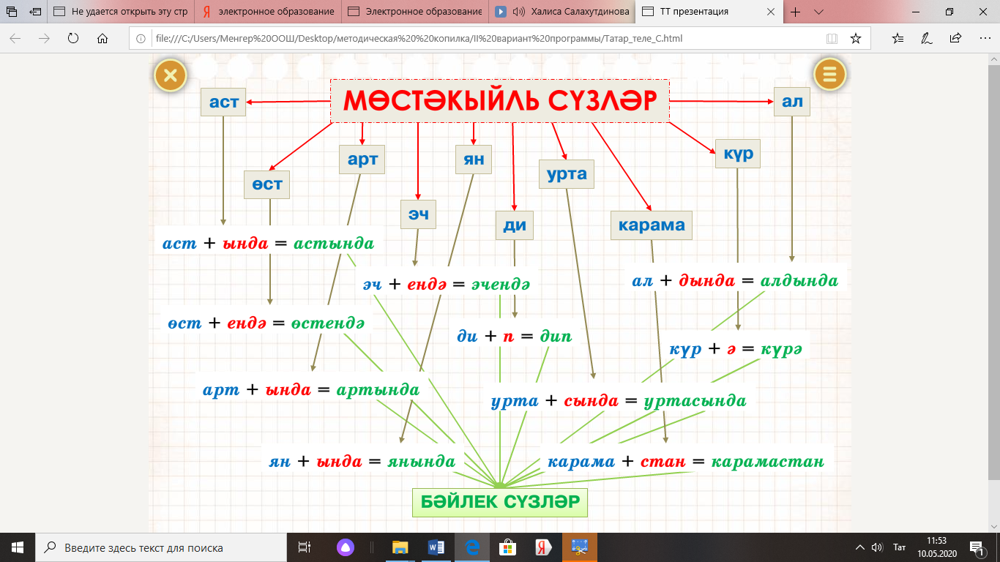 Не удается открыть эту стр
электронное образование
Электронное образование
Халиса Салахутдинова
ТТ презентация
file:///C:/Users/Менгер%20ООШ/Desktop/методическая%20%20копилка/II%20вариант%20программы/Татар_теле_С.html
МӨСТӘКЫЙЛЬ СҮЗЛӘР
аст
ал
өст
арт
эч
ян
ди
урта
карама
күр
аст + ында = астында
эч + ендә = эчендә
ал + дында = алдында
өст + ендә = өстендә
ди + п = дип
күр + ә = күрә
арт + ында = артында
урта + сында = уртасында
ян + ында = янында
карама + стан = карамастан
БӘЙЛЕК СҮЗЛӘР
Введите здесь текст для поиска
Тат
11:53
10.05.2020
1